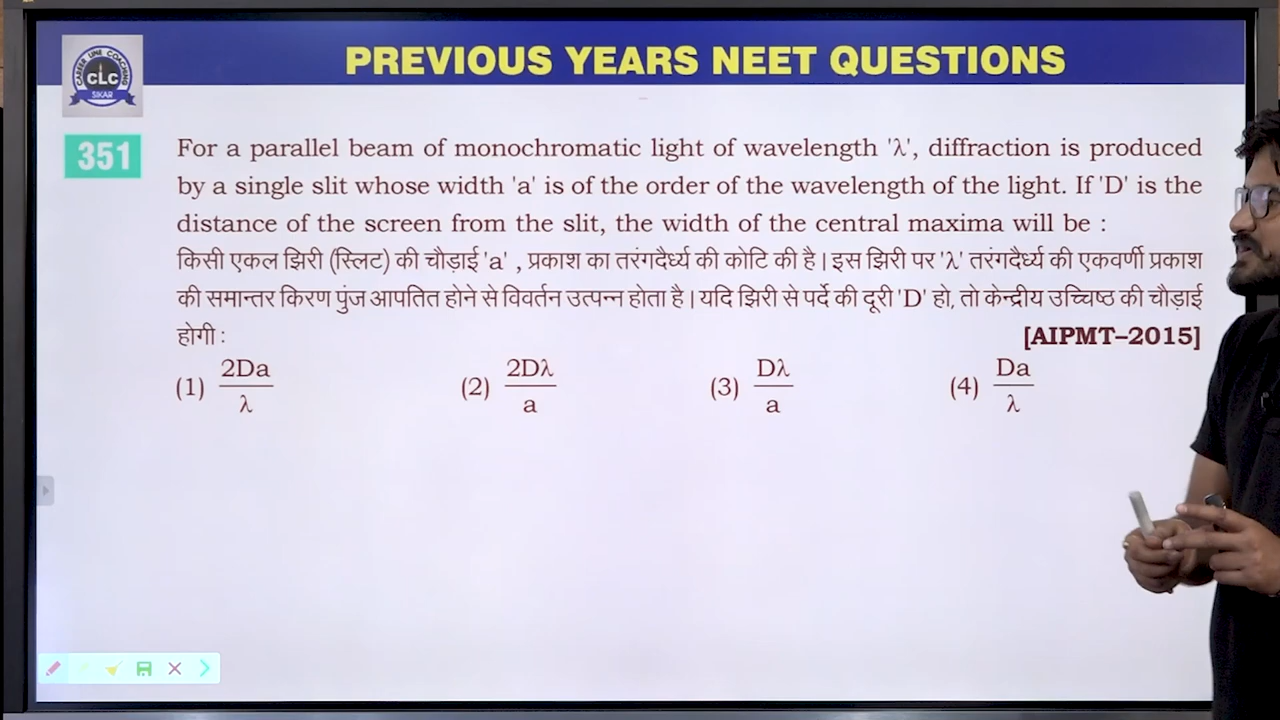 PREVIOUS YEARS NEET QUESTIONS
CAREER LINE COACHING
CLC
SIKAR
351
For a parallel beam of monochromatic light of wavelength 'λ', diffraction is produced
by a single slit whose width 'a' is of the order of the wavelength of the light. If 'D' is the
distance of the screen from the slit, the width of the central maxima will be :
किसी एकल झिरी (स्लिट) की चौड़ाई 'a' , प्रकाश का तरंगदैर्ध्य की कोटि की है। इस झिरी पर 'λ' तरंगदैर्ध्य की एकवर्णी प्रकाश
की समान्तर किरण पुंज आपतित होने से विवर्तन उत्पन्न होता है। यदि झिरी से पर्दे की दूरी 'D' हो, तो केन्द्रीय उच्चिष्ठ की चौड़ाई
होगी : [AIPMT–2015]
(1) 2Da/λ (2) 2Dλ/a (3) Dλ/a (4) Da/λ